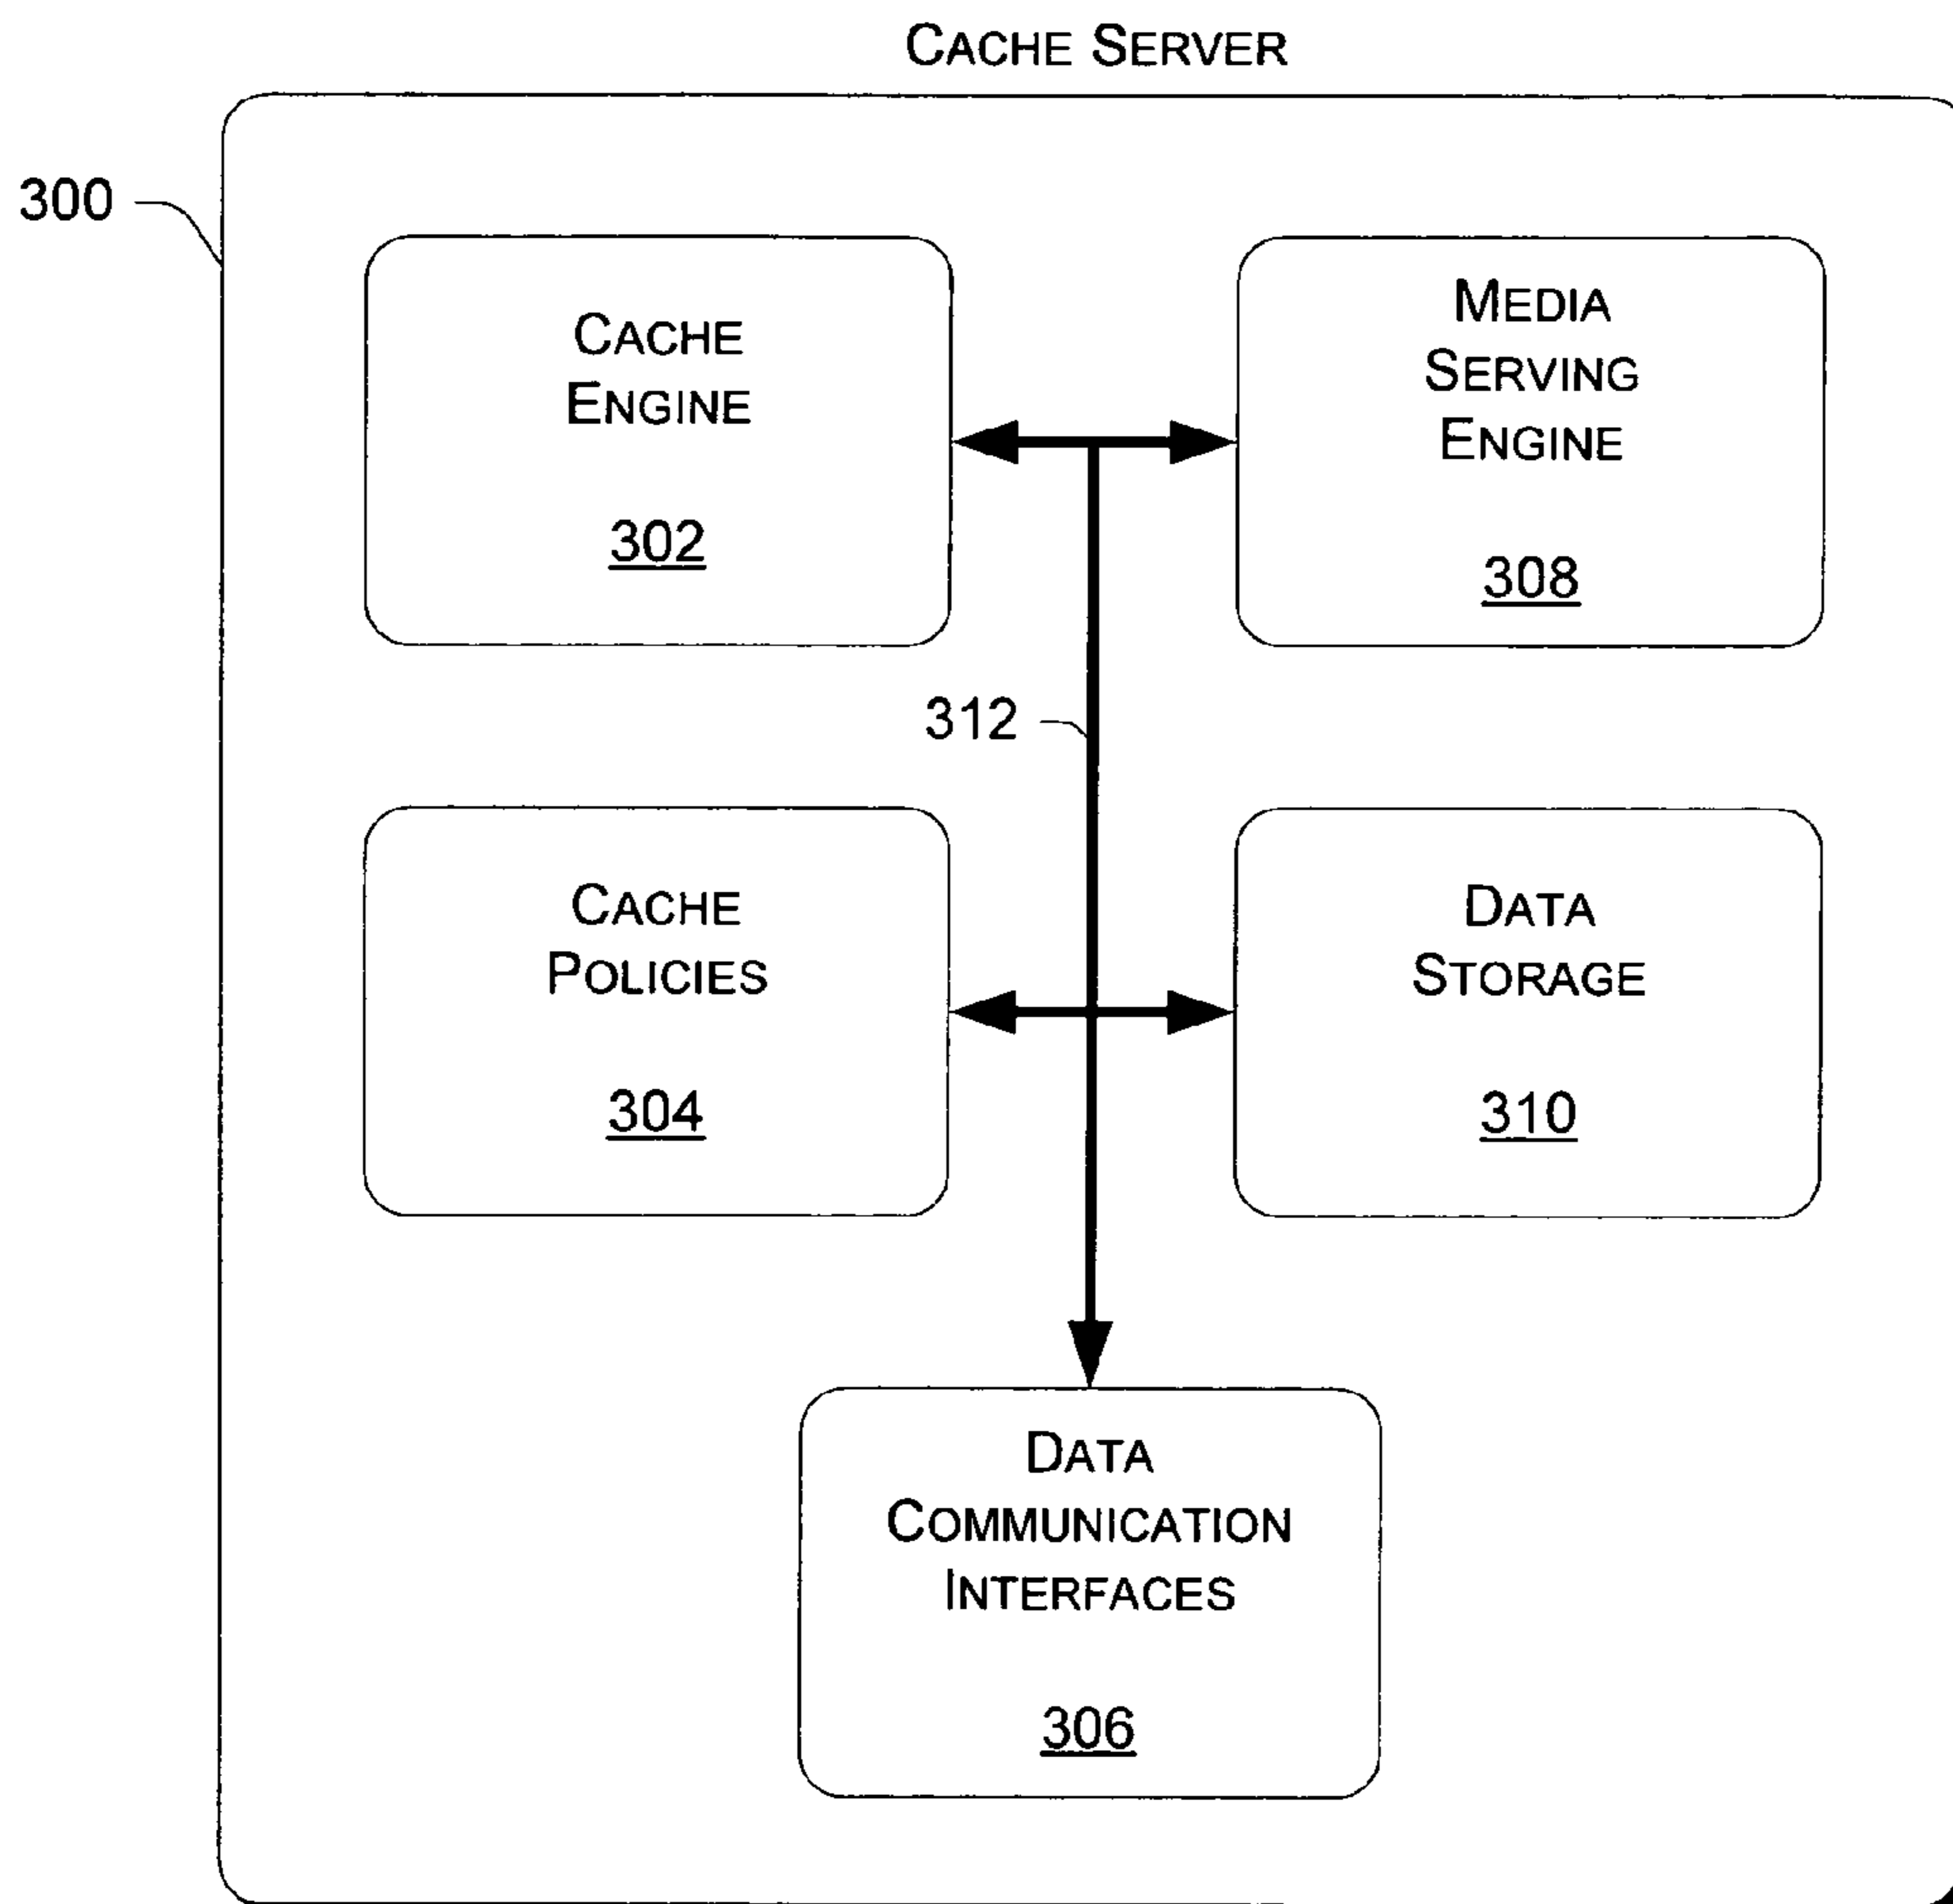 CACHE SERVER
300
CACHE
ENGINE
302
MEDIA
SERVING
ENGINE
308
312
CACHE
POLICIES
304
DATA
STORAGE
310
DATA
COMMUNICATION
INTERFACES
306